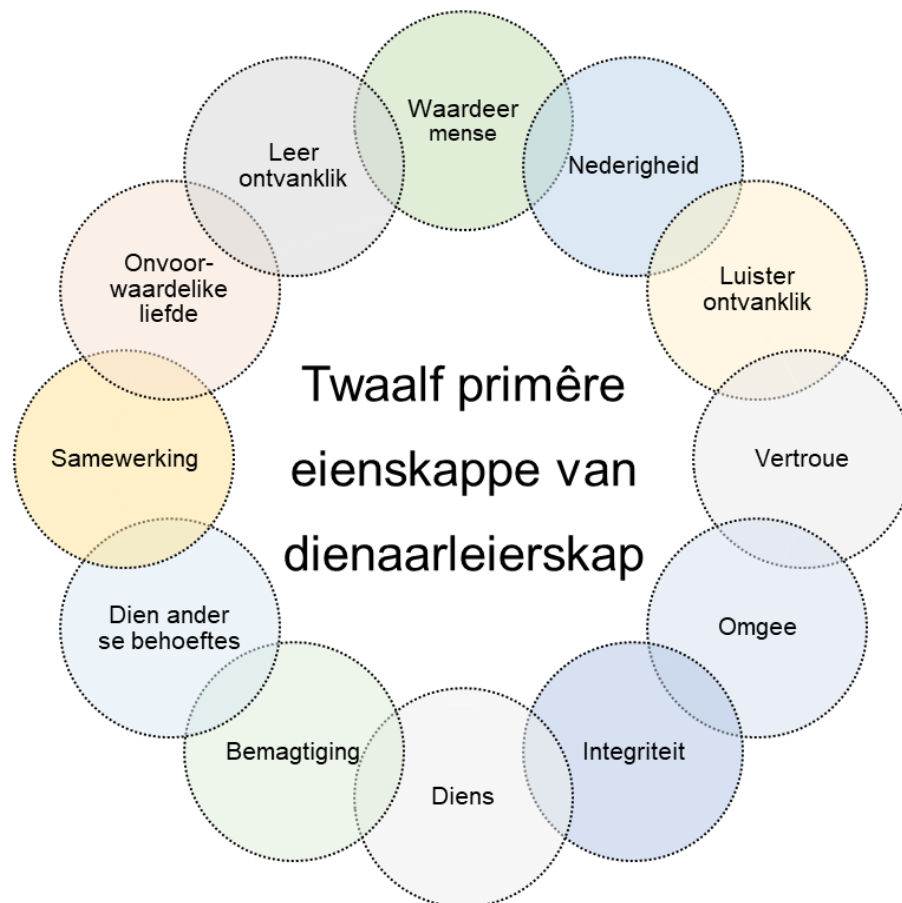 Waardeer
mense
Nederigheid
Luister
ontvanklik
Vertroue
Omgee
Integriteit
Diens
Bemagtiging
Dien ander
se behoeftes
Samewerking
Onvoor-
waardelike
liefde
Leer
ontvanklik
Twaalf primêre
eienskappe van
dienaarleierskap